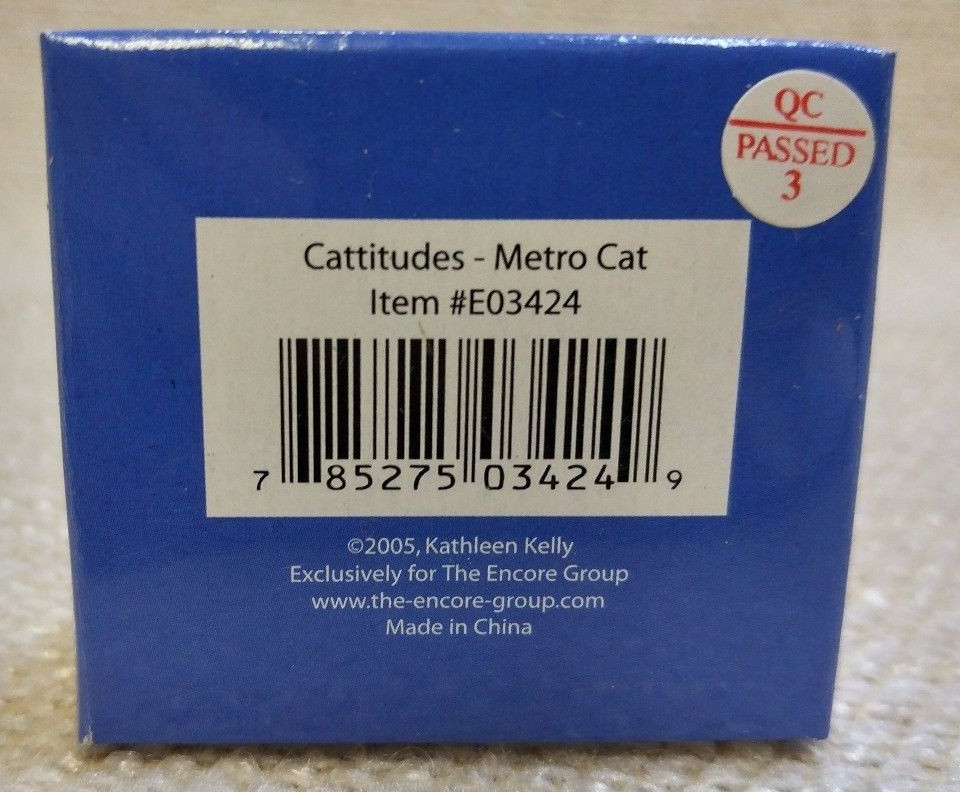 QC
PASSED
3
Cattitudes - Metro Cat
Item #E03424
7 85275 03424 9
©2005, Kathleen Kelly
Exclusively for The Encore Group
www.the-encore-group.com
Made in China